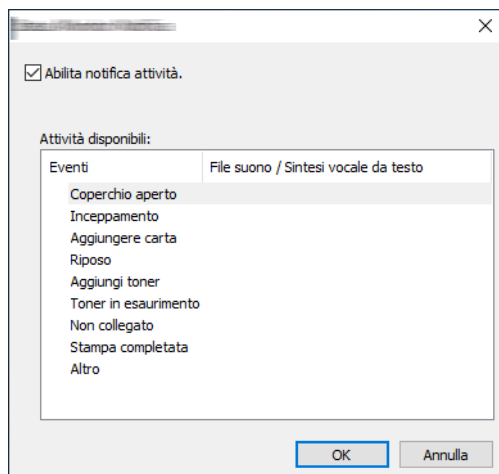 Abilita notifica attività.
Attività disponibili:
Eventi File suono / Sintesi vocale da testo
Coperchio aperto
Inceppamento
Aggiungere carta
Riposo
Aggiungi toner
Toner in esaurimento
Non collegato
Stampa completata
Altro
OK Annulla